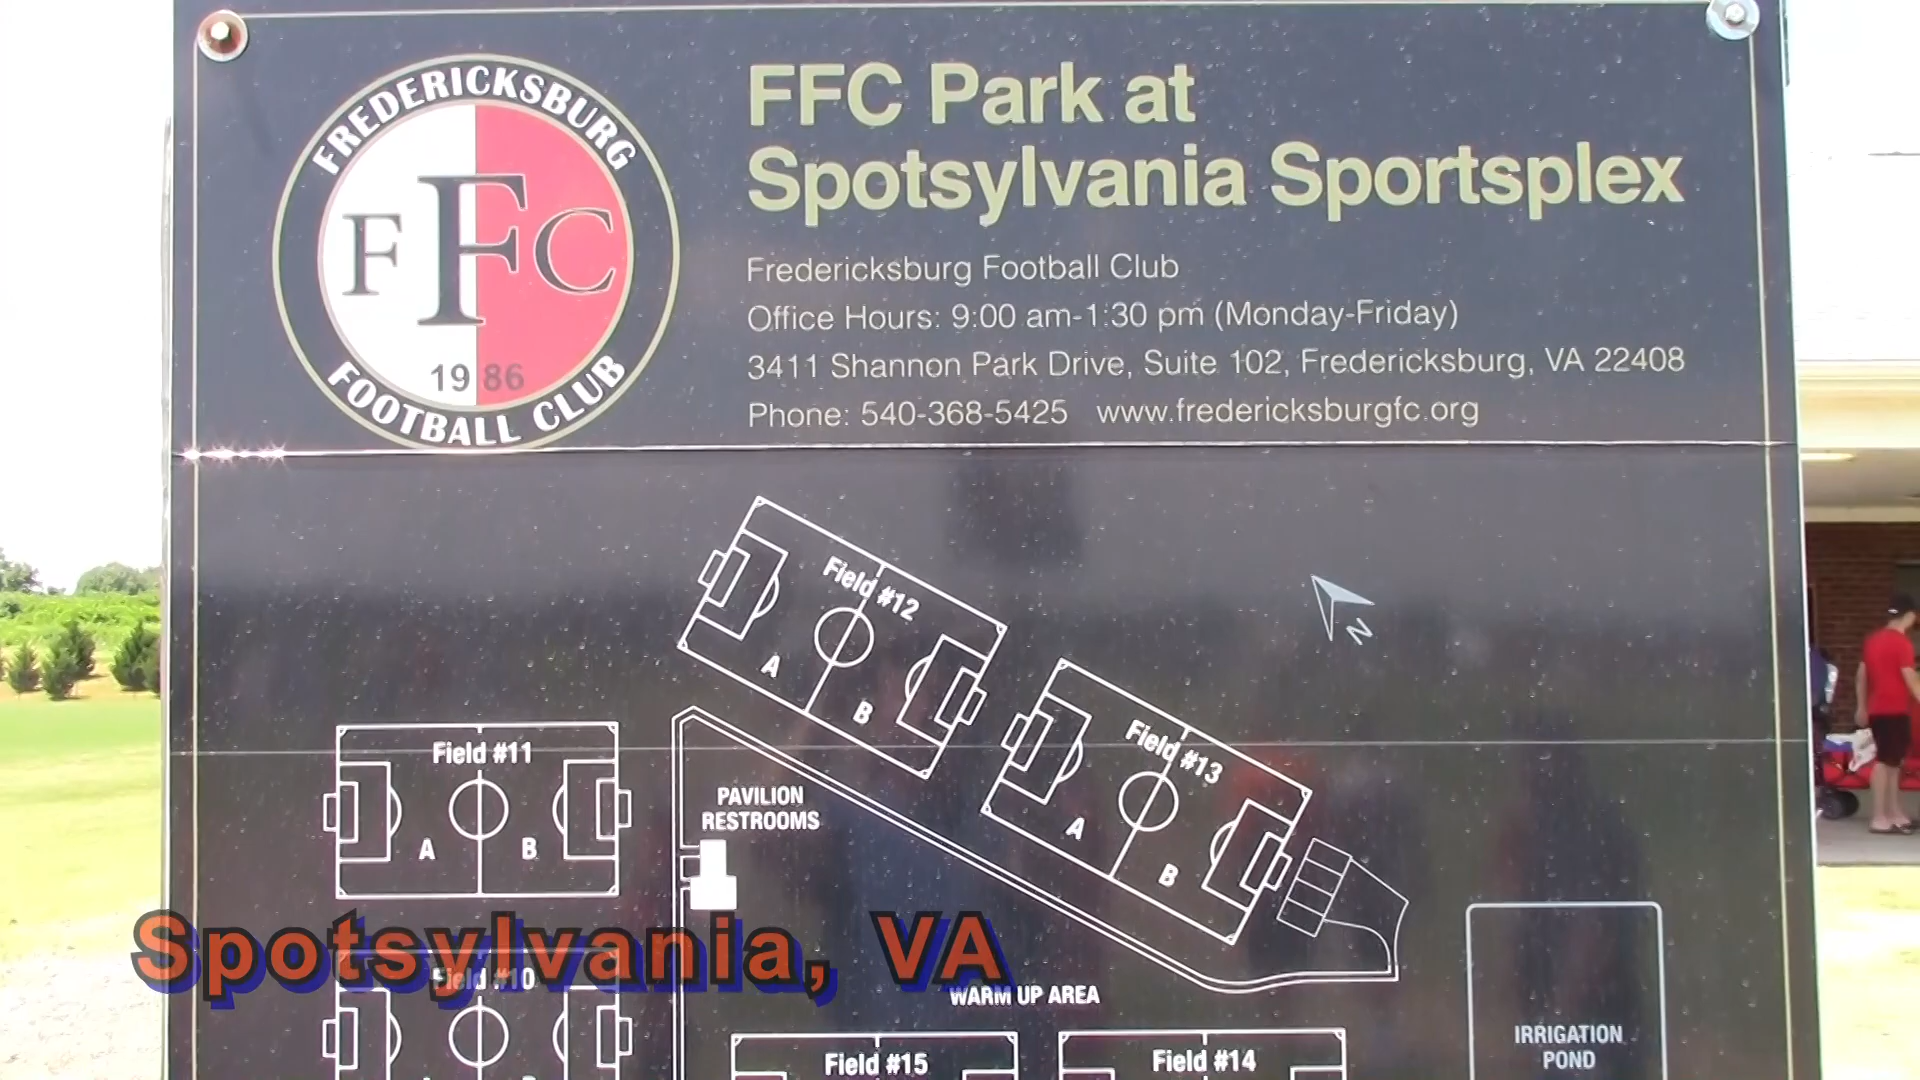 FREDERICKSBURG
F F C
19 86
FOOTBALL CLUB
FFC Park at
Spotsylvania Sportsplex
Fredericksburg Football Club
Office Hours: 9:00 am-1:30 pm (Monday-Friday)
3411 Shannon Park Drive, Suite 102, Fredericksburg, VA 22408
Phone: 540-368-5425 www.fredericksburgfc.org
Field #12
A
B
N
Field #13
A
B
Field #11
A
B
PAVILION
RESTROOMS
Spotsylvania, VA
Field #10
WARM UP AREA
Field #15
Field #14
IRRIGATION
POND